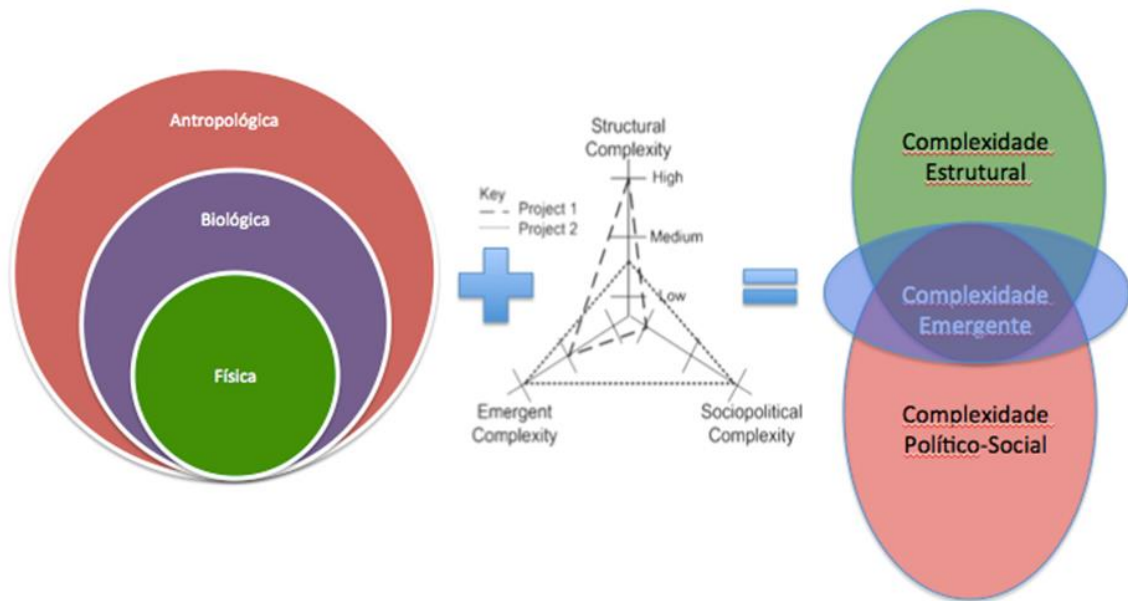 Antropológica
Biológica
Física
Structural
Complexity
High
Key
Project 1
Project 2
Medium
Low
Emergent
Complexity
Sociopolitical
Complexity
Complexidade
Estrutural
Complexidade
Emergente
Complexidade
Político-Social